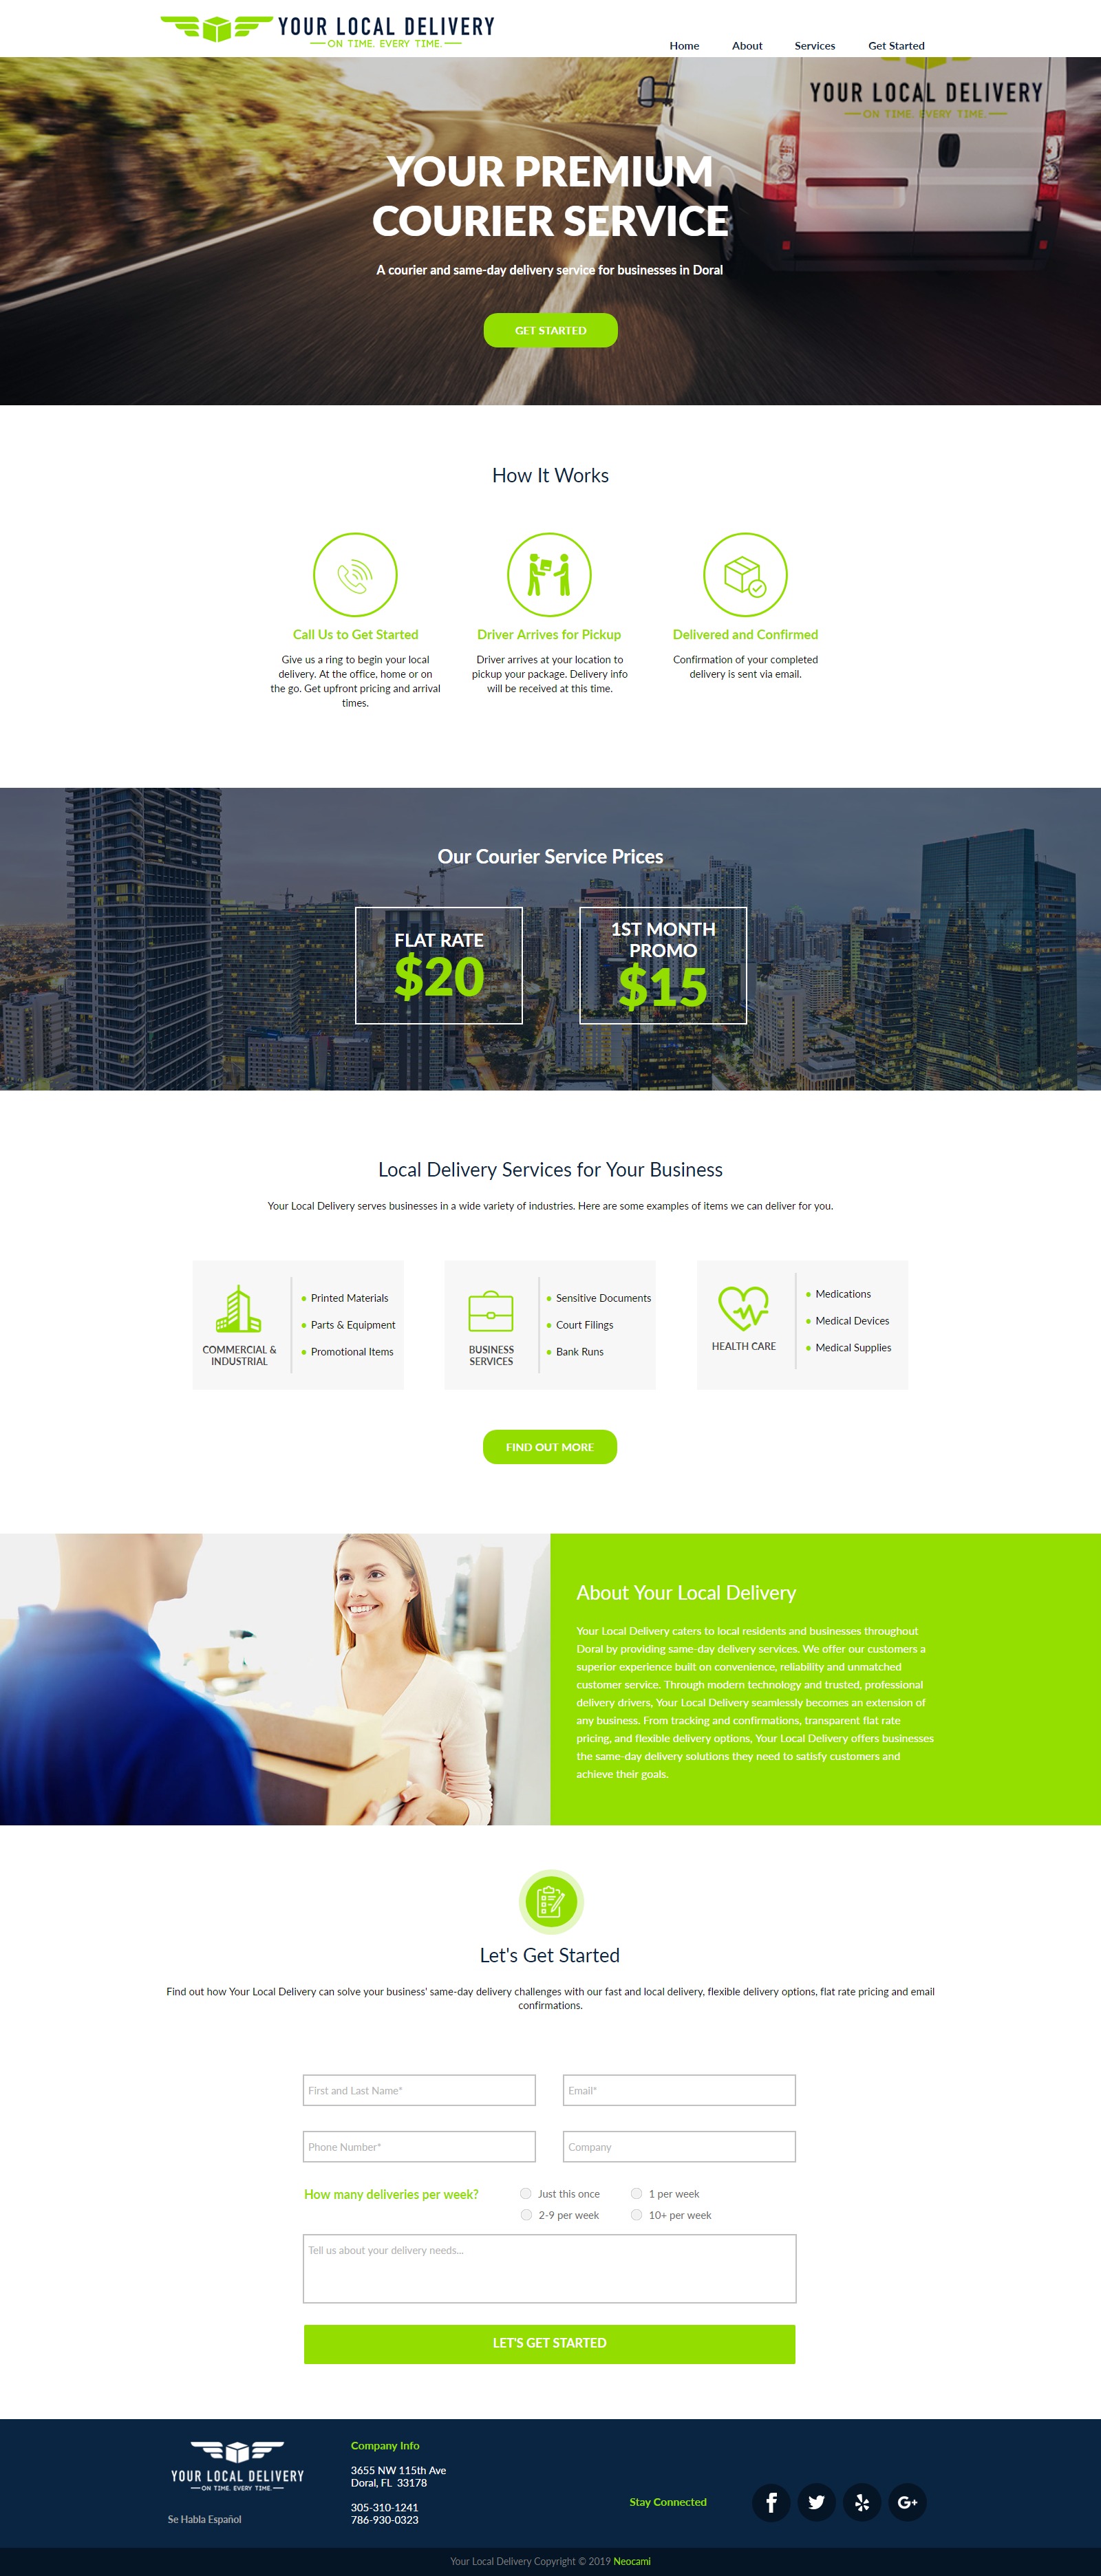 YOUR LOCAL DELIVERY
ON TIME. EVERY TIME.
Home
About
Services
Get Started
YOUR LOCAL DELIVERY
ON TIME. EVERY TIME.
YOUR PREMIUM
COURIER SERVICE
A courier and same-day delivery service for businesses in Doral
GET STARTED
How It Works
Call Us to Get Started
Give us a ring to begin your local
delivery. At the office, home or on
the go. Get upfront pricing and arrival
times.
Driver Arrives for Pickup
Driver arrives at your location to
pickup your package. Delivery info
will be received at this time.
Delivered and Confirmed
Confirmation of your completed
delivery is sent via email.
Our Courier Service Prices
FLAT RATE
$20
1ST MONTH
PROMO
$15
Local Delivery Services for Your Business
Your Local Delivery serves businesses in a wide variety of industries. Here are some examples of items we can deliver for you.
COMMERCIAL &
INDUSTRIAL
Printed Materials
Parts & Equipment
Promotional Items
BUSINESS
SERVICES
Sensitive Documents
Court Filings
Bank Runs
HEALTH CARE
Medications
Medical Devices
Medical Supplies
FIND OUT MORE
About Your Local Delivery
Your Local Delivery caters to local residents and businesses throughout
Doral by providing same-day delivery services. We offer our customers a
superior experience built on convenience, reliability and unmatched
customer service. Through modern technology and trusted, professional
delivery drivers, Your Local Delivery seamlessly becomes an extension of
any business. From tracking and confirmations, transparent flat rate
pricing, and flexible delivery options, Your Local Delivery offers businesses
the same-day delivery solutions they need to satisfy customers and
achieve their goals.
Let's Get Started
Find out how Your Local Delivery can solve your business' same-day delivery challenges with our fast and local delivery, flexible delivery options, flat rate pricing and email
confirmations.
First and Last Name*
Email*
Phone Number*
Company
How many deliveries per week?
Just this once
1 per week
2-9 per week
10+ per week
Tell us about your delivery needs...
LET'S GET STARTED
YOUR LOCAL DELIVERY
ON TIME. EVERY TIME.
Se Habla Español
Company Info
3655 NW 115th Ave
Doral, FL 33178
305-310-1241
786-930-0323
Stay Connected
G+
Your Local Delivery Copyright © 2019 Neocami